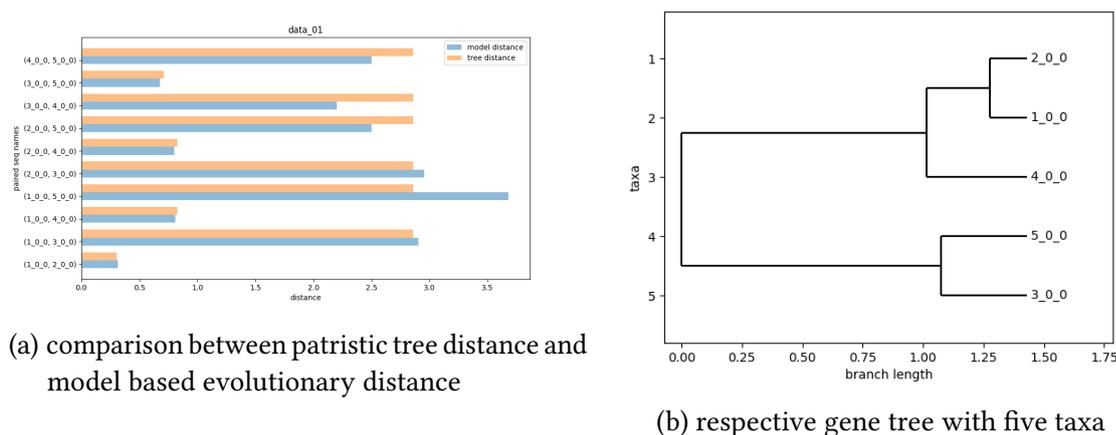 data_01
model distance
tree distance
paired seq names
(4_0_0, 5_0_0)
(3_0_0, 5_0_0)
(3_0_0, 4_0_0)
(2_0_0, 5_0_0)
(2_0_0, 4_0_0)
(2_0_0, 3_0_0)
(1_0_0, 5_0_0)
(1_0_0, 4_0_0)
(1_0_0, 3_0_0)
(1_0_0, 2_0_0)
0.0 0.5 1.0 1.5 2.0 2.5 3.0 3.5
distance
(a) comparison between patristic tree distance and
model based evolutionary distance
taxa
1
2
3
4
5
2_0_0
1_0_0
4_0_0
5_0_0
3_0_0
0.00 0.25 0.50 0.75 1.00 1.25 1.50 1.75
branch length
(b) respective gene tree with five taxa